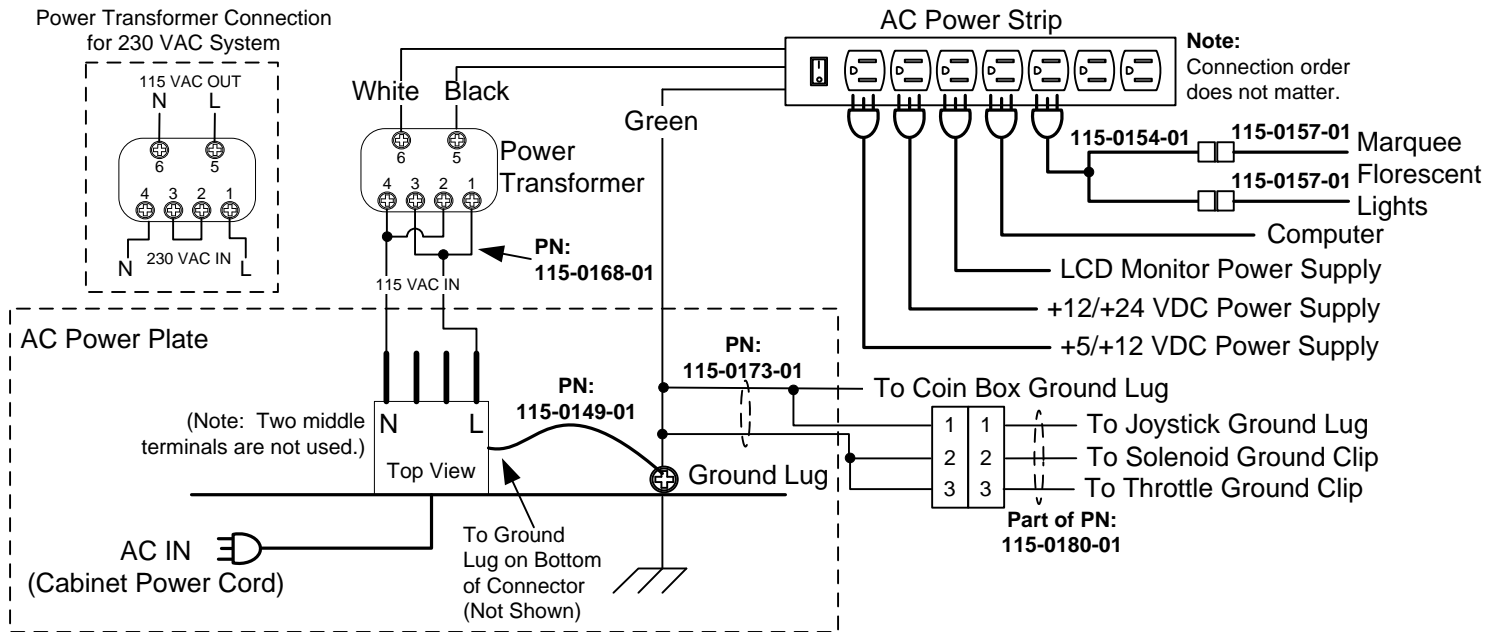 Power Transformer Connection
for 230 VAC System
115 VAC OUT
N L
6 5
4 3 2 1
230 VAC IN
N L
White Black
6 5
4 3 2 1
Power
Transformer
PN:
115-0168-01
115 VAC IN
Green
AC Power Strip
Note:
Connection order
does not matter.
115-0154-01
115-0157-01
115-0157-01
Marquee
Florescent
Lights
Computer
LCD Monitor Power Supply
+12/+24 VDC Power Supply
+5/+12 VDC Power Supply
AC Power Plate
(Note: Two middle
terminals are not used.)
N L
Top View
PN:
115-0149-01
PN:
115-0173-01
To Coin Box Ground Lug
1 1
2 2
3 3
To Joystick Ground Lug
To Solenoid Ground Clip
To Throttle Ground Clip
Part of PN:
115-0180-01
Ground Lug
AC IN
(Cabinet Power Cord)
To Ground
Lug on Bottom
of Connector
(Not Shown)